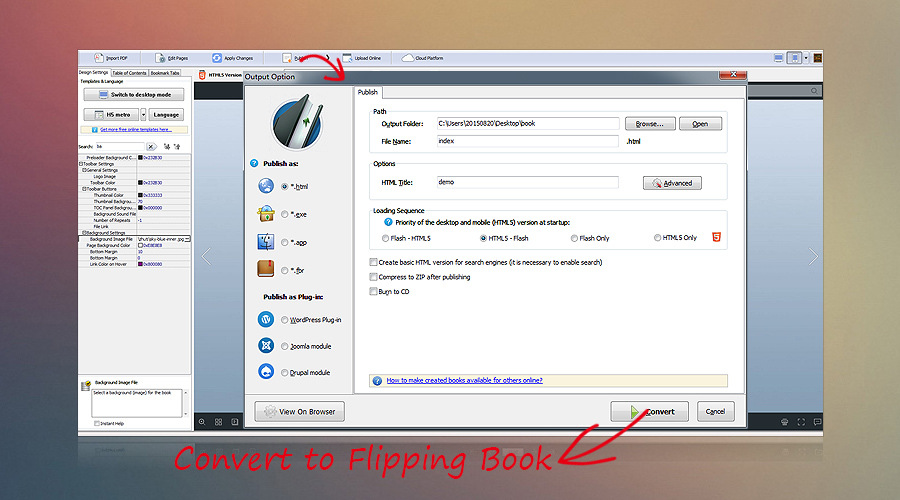 Import PDF Edit Pages Apply Changes Upload Online Cloud Platform
Design Settings Table of Contents Bookmark Tabs
Templates & Language
Switch to desktop mode
H5 metro Language
Get more free online templates here...
Search:
Preloader Background C... 0x232B30
Toolbar Settings
General Settings
Logo Image
Toolbar Color 0x232B30
Toolbar Buttons
Thumbnail Color 0x333333
Thumbnail Backgrou... 70
TOC Panel Backgrou... 0x000000
Background Sound File
Number of Repeats -1
File Link
Background Settings
Background Image File
Page Background Color 0xE8E8E8
Bottom Margin 10
Bottom Margin 0
Link Color on Hover 0x800080
Background Image File
Select a background (image) for the book
Instant Help
HTML5 Version
Output Option
Publish as:
*.html
*.exe
*.app
*.fbr
Publish as Plug-in:
WordPress Plug-in
Joomla module
Drupal module
View On Browser
Publish
Path
Output Folder: C:\Users\20150820\Desktop\book Browse... Open
File Name: index .html
Options
HTML Title: demo Advanced
Loading Sequence
Priority of the desktop and mobile (HTML5) version at startup:
Flash - HTML5 HTML5 - Flash Flash Only HTML5 Only
Create basic HTML version for search engines (it is necessary to enable search)
Compress to ZIP after publishing
Burn to CD
How to make created books available for others online?
Convert Cancel
Convert to Flipping Book